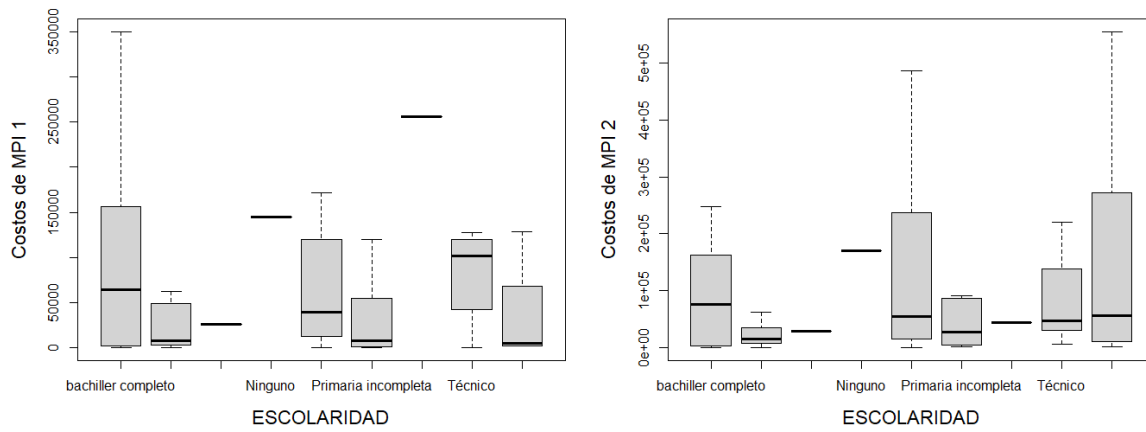 Costos de MPI 1
350000
250000
150000
50000
0
bachiller completo Ninguno Primaria incompleta Técnico
ESCOLARIDAD
Costos de MPI 2
5e+05
4e+05
3e+05
2e+05
1e+05
0e+00
bachiller completo Ninguno Primaria incompleta Técnico
ESCOLARIDAD